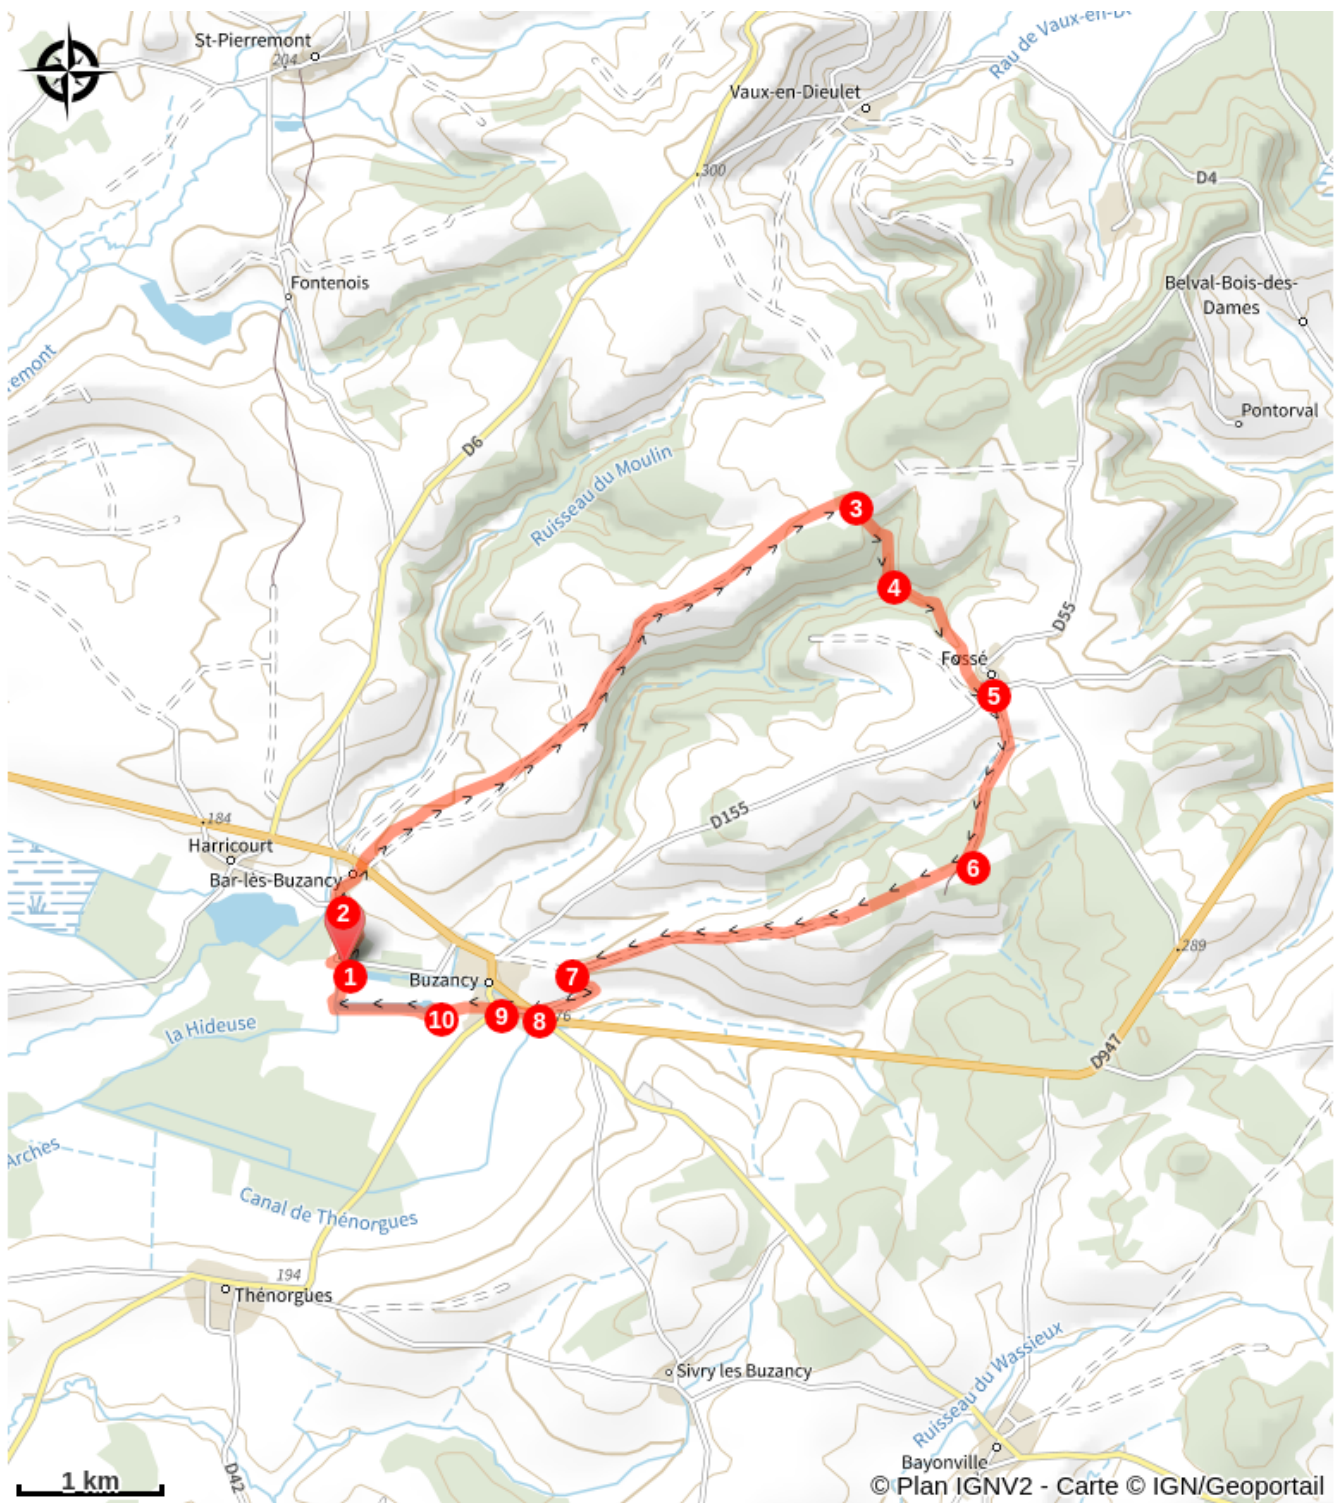 St-Pierremont
204
Rau de Vaux-en-D
Vaux-en-Dieulet
300
D4
Fontenois
Belval-Bois-des-
Dames
remont
Pontorval
D6
Ruisseau du Moulin
3
4
D55
Fossé
5
184
D155
Harricourt
Bar-lès-Buzancy
6
2
289
1
Buzancy
7
10
9
8
76
la Hideuse
D947
Arches
Canal de Thénorgues
194
Thénorgues
Sivry les Buzancy
Ruisseau du Wassieux
D42
Bayonville
1 km
© Plan IGNV2 - Carte © IGN/Geoportail